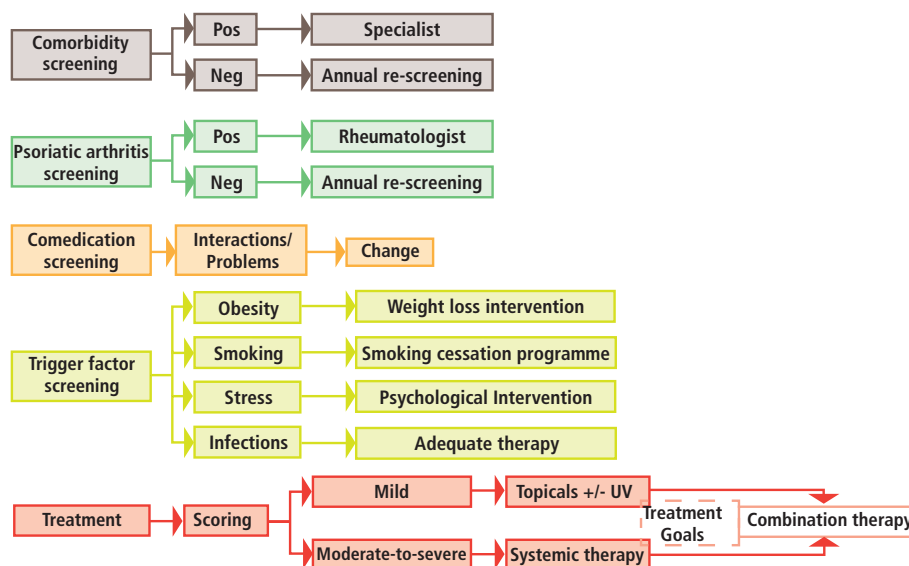 Comorbidity
screening
Pos
Specialist
Neg
Annual re-screening
Psoriatic arthritis
screening
Pos
Rheumatologist
Neg
Annual re-screening
Comedication
screening
Interactions/
Problems
Change
Trigger factor
screening
Obesity
Weight loss intervention
Smoking
Smoking cessation programme
Stress
Psychological Intervention
Infections
Adequate therapy
Treatment
Scoring
Mild
Topicals +/- UV
Moderate-to-severe
Systemic therapy
Treatment
Goals
Combination therapy